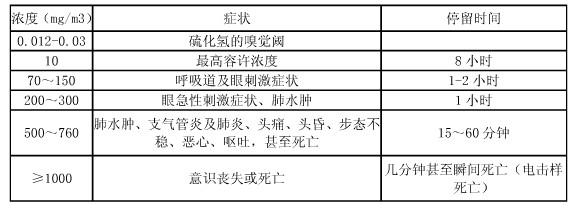 浓度（mg/m3） 症状 停留时间
0.012-0.03 硫化氢的嗅觉阈
10 最高容许浓度 8 小时
70～150 呼吸道及眼刺激症状 1-2 小时
200～300 眼急性刺激症状、肺水肿 1 小时
500～760 肺水肿、支气管炎及肺炎、头痛、头昏、步态不
稳、恶心、呕吐，甚至死亡 15～60 分钟
≥1000 意识丧失或死亡 几分钟甚至瞬间死亡（电击样
死亡）